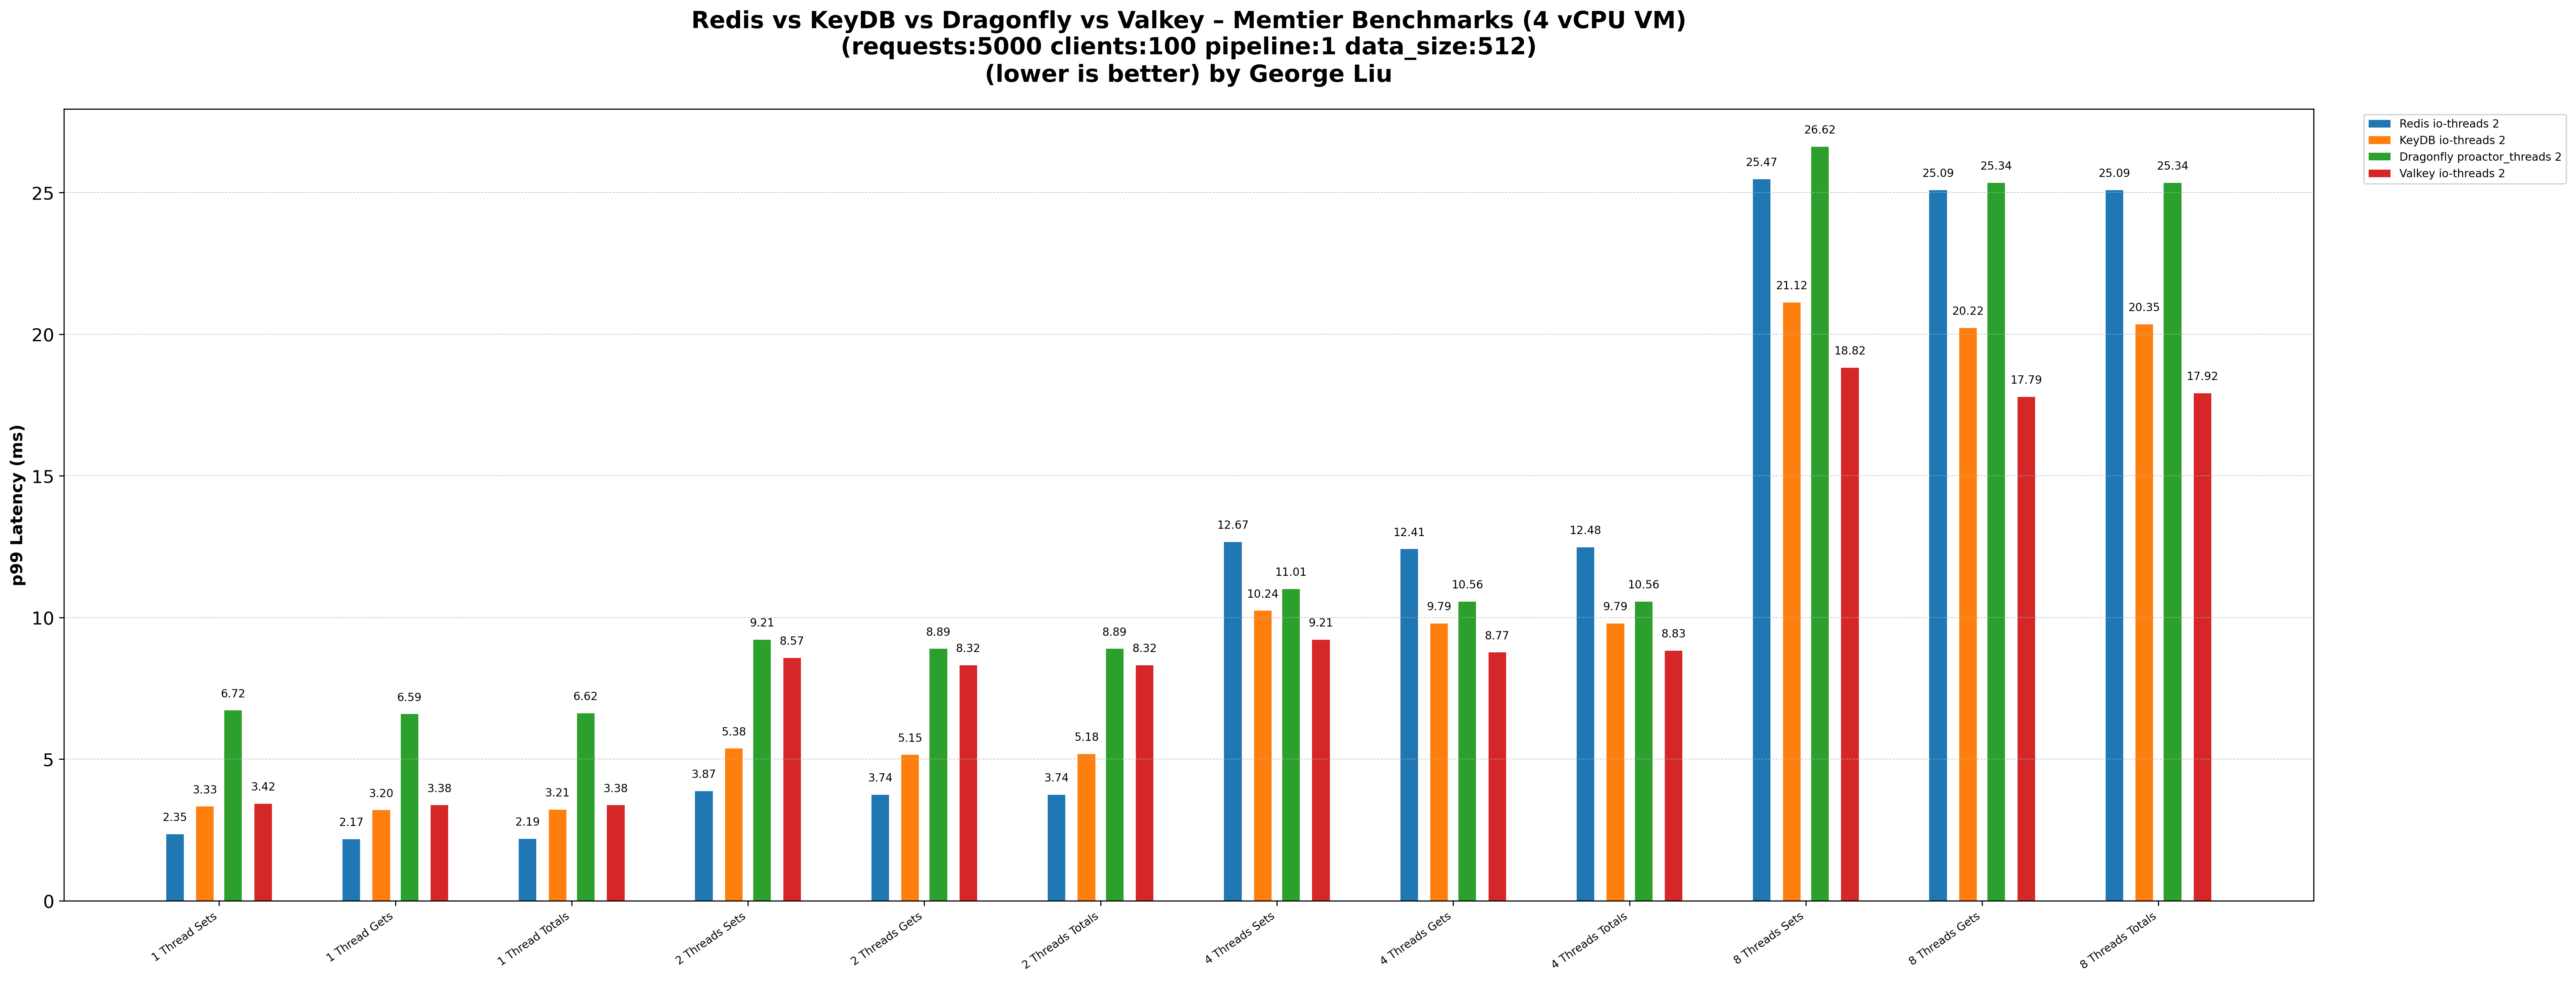 Redis vs KeyDB vs Dragonfly vs Valkey – Memtier Benchmarks (4 vCPU VM)
(requests:5000 clients:100 pipeline:1 data_size:512)
(lower is better) by George Liu
Redis io-threads 2
KeyDB io-threads 2
Dragonfly proactor_threads 2
Valkey io-threads 2
p99 Latency (ms)
25
20
15
10
5
0
2.35
3.33
6.72
3.42
2.17
3.20
6.59
3.38
2.19
3.21
6.62
3.38
3.87
5.38
9.21
8.57
3.74
5.15
8.89
8.32
3.74
5.18
8.89
8.32
12.67
10.24
11.01
9.21
12.41
9.79
10.56
8.77
12.48
9.79
10.56
8.83
25.47
21.12
26.62
18.82
25.09
20.22
25.34
17.79
25.09
20.35
25.34
17.92
1 Thread Sets
1 Thread Gets
1 Thread Totals
2 Threads Sets
2 Threads Gets
2 Threads Totals
4 Threads Sets
4 Threads Gets
4 Threads Totals
8 Threads Sets
8 Threads Gets
8 Threads Totals